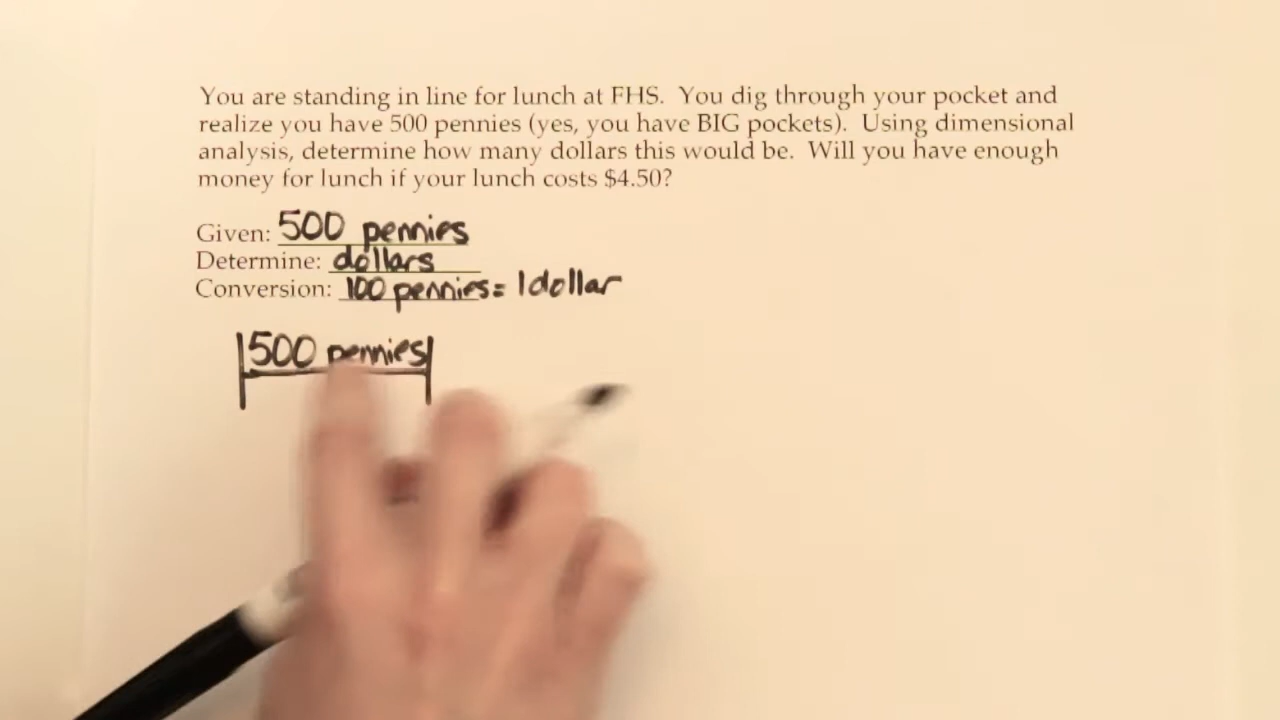 You are standing in line for lunch at FHS. You dig through your pocket and
realize you have 500 pennies (yes, you have BIG pockets). Using dimensional
analysis, determine how many dollars this would be. Will you have enough
money for lunch if your lunch costs $4.50?
Given: 500 pennies
Determine: dollars
Conversion: 100 pennies = 1 dollar
500 pennies